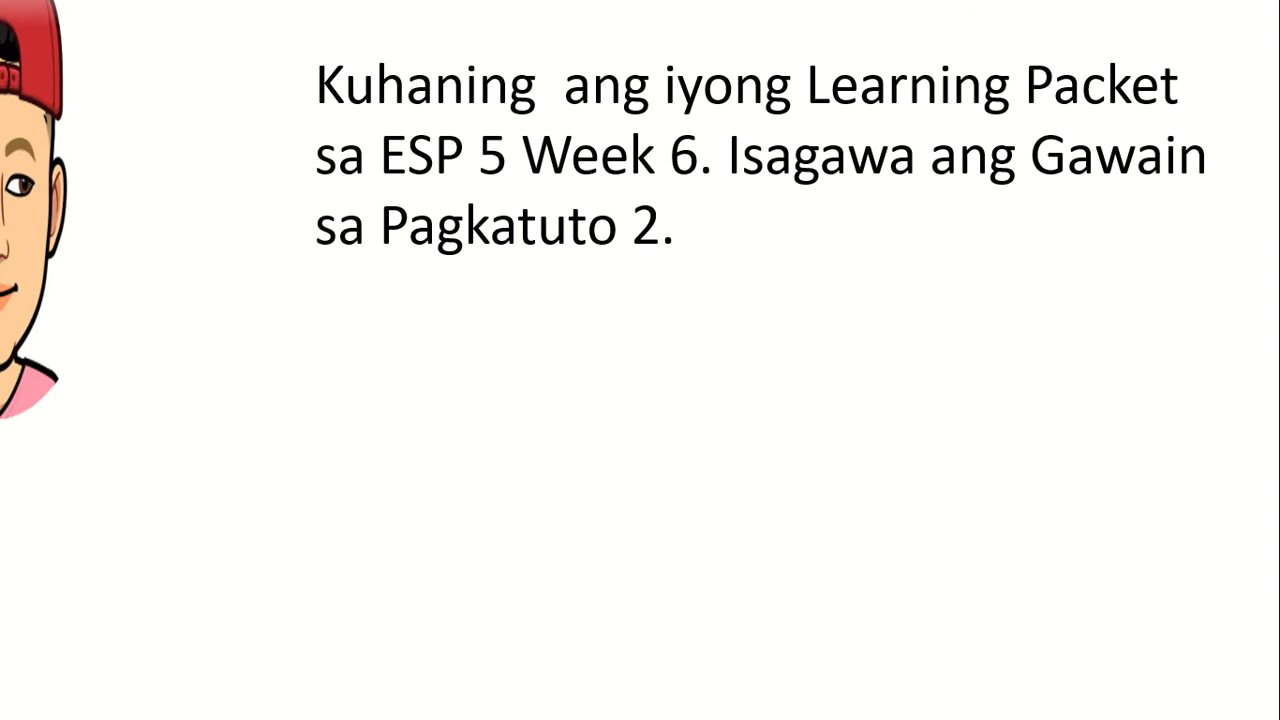 Kuhaning  ang iyong Learning Packet
sa ESP 5 Week 6. Isagawa ang Gawain
sa Pagkatuto 2.